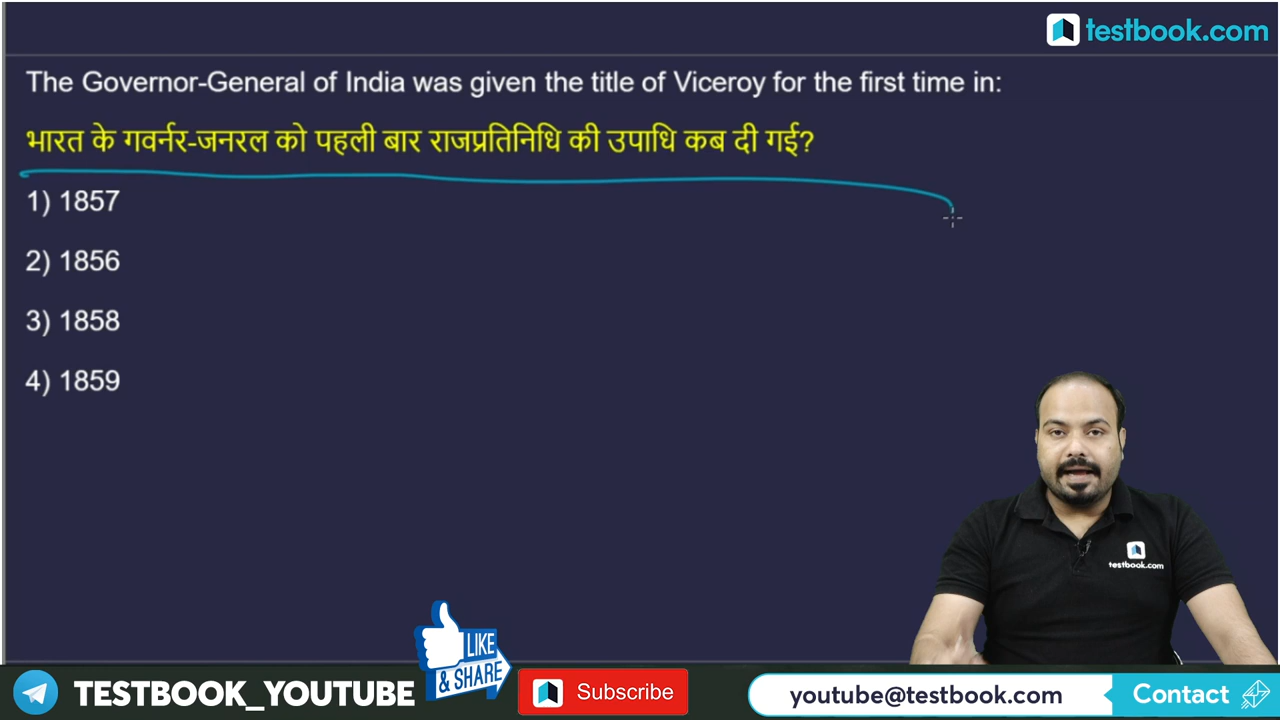 testbook.com
The Governor-General of India was given the title of Viceroy for the first time in:
भारत के गवर्नर-जनरल को पहली बार राजप्रतिनिधि की उपाधि कब दी गई?
1) 1857
2) 1856
3) 1858
4) 1859
testbook.com
LIKE
& SHARE
TESTBOOK_YOUTUBE
Subscribe
youtube@testbook.com
Contact